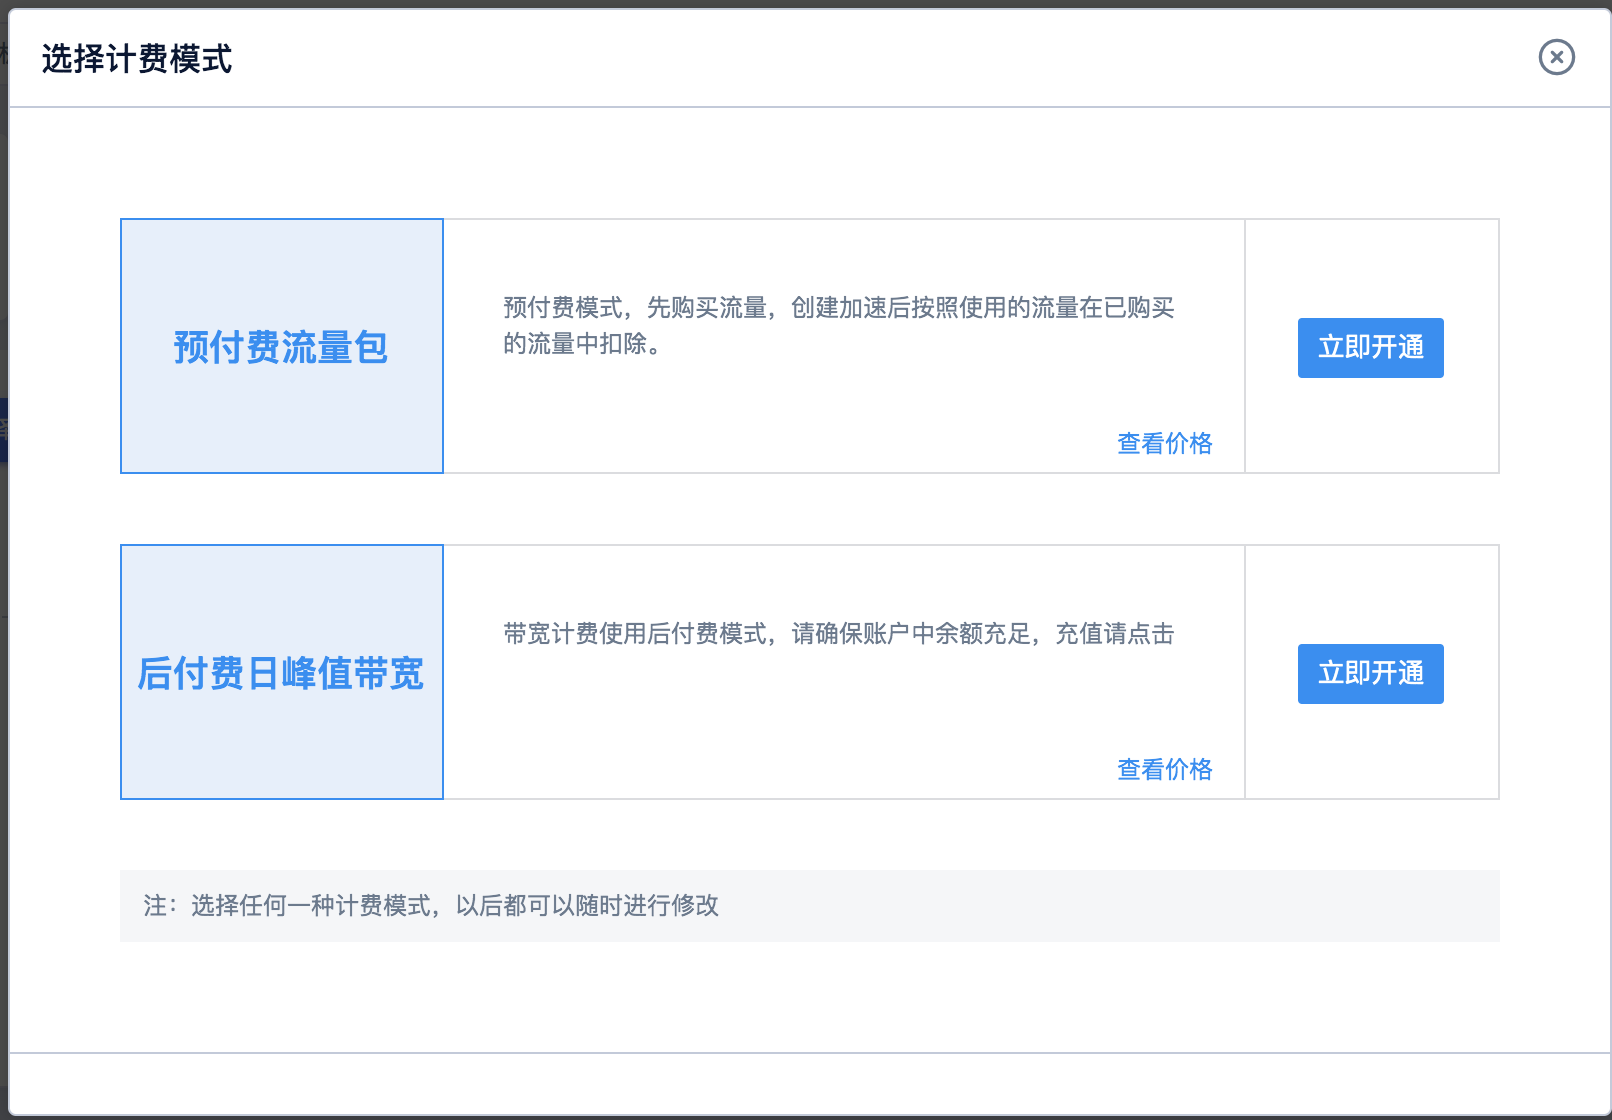 选择计费模式
预付费流量包
预付费模式，先购买流量，创建加速后按照使用的流量在已购买
的流量中扣除。
查看价格
立即开通
后付费日峰值带宽
带宽计费使用后付费模式，请确保账户中余额充足，充值请点击
查看价格
立即开通
注：选择任何一种计费模式，以后都可以随时进行修改